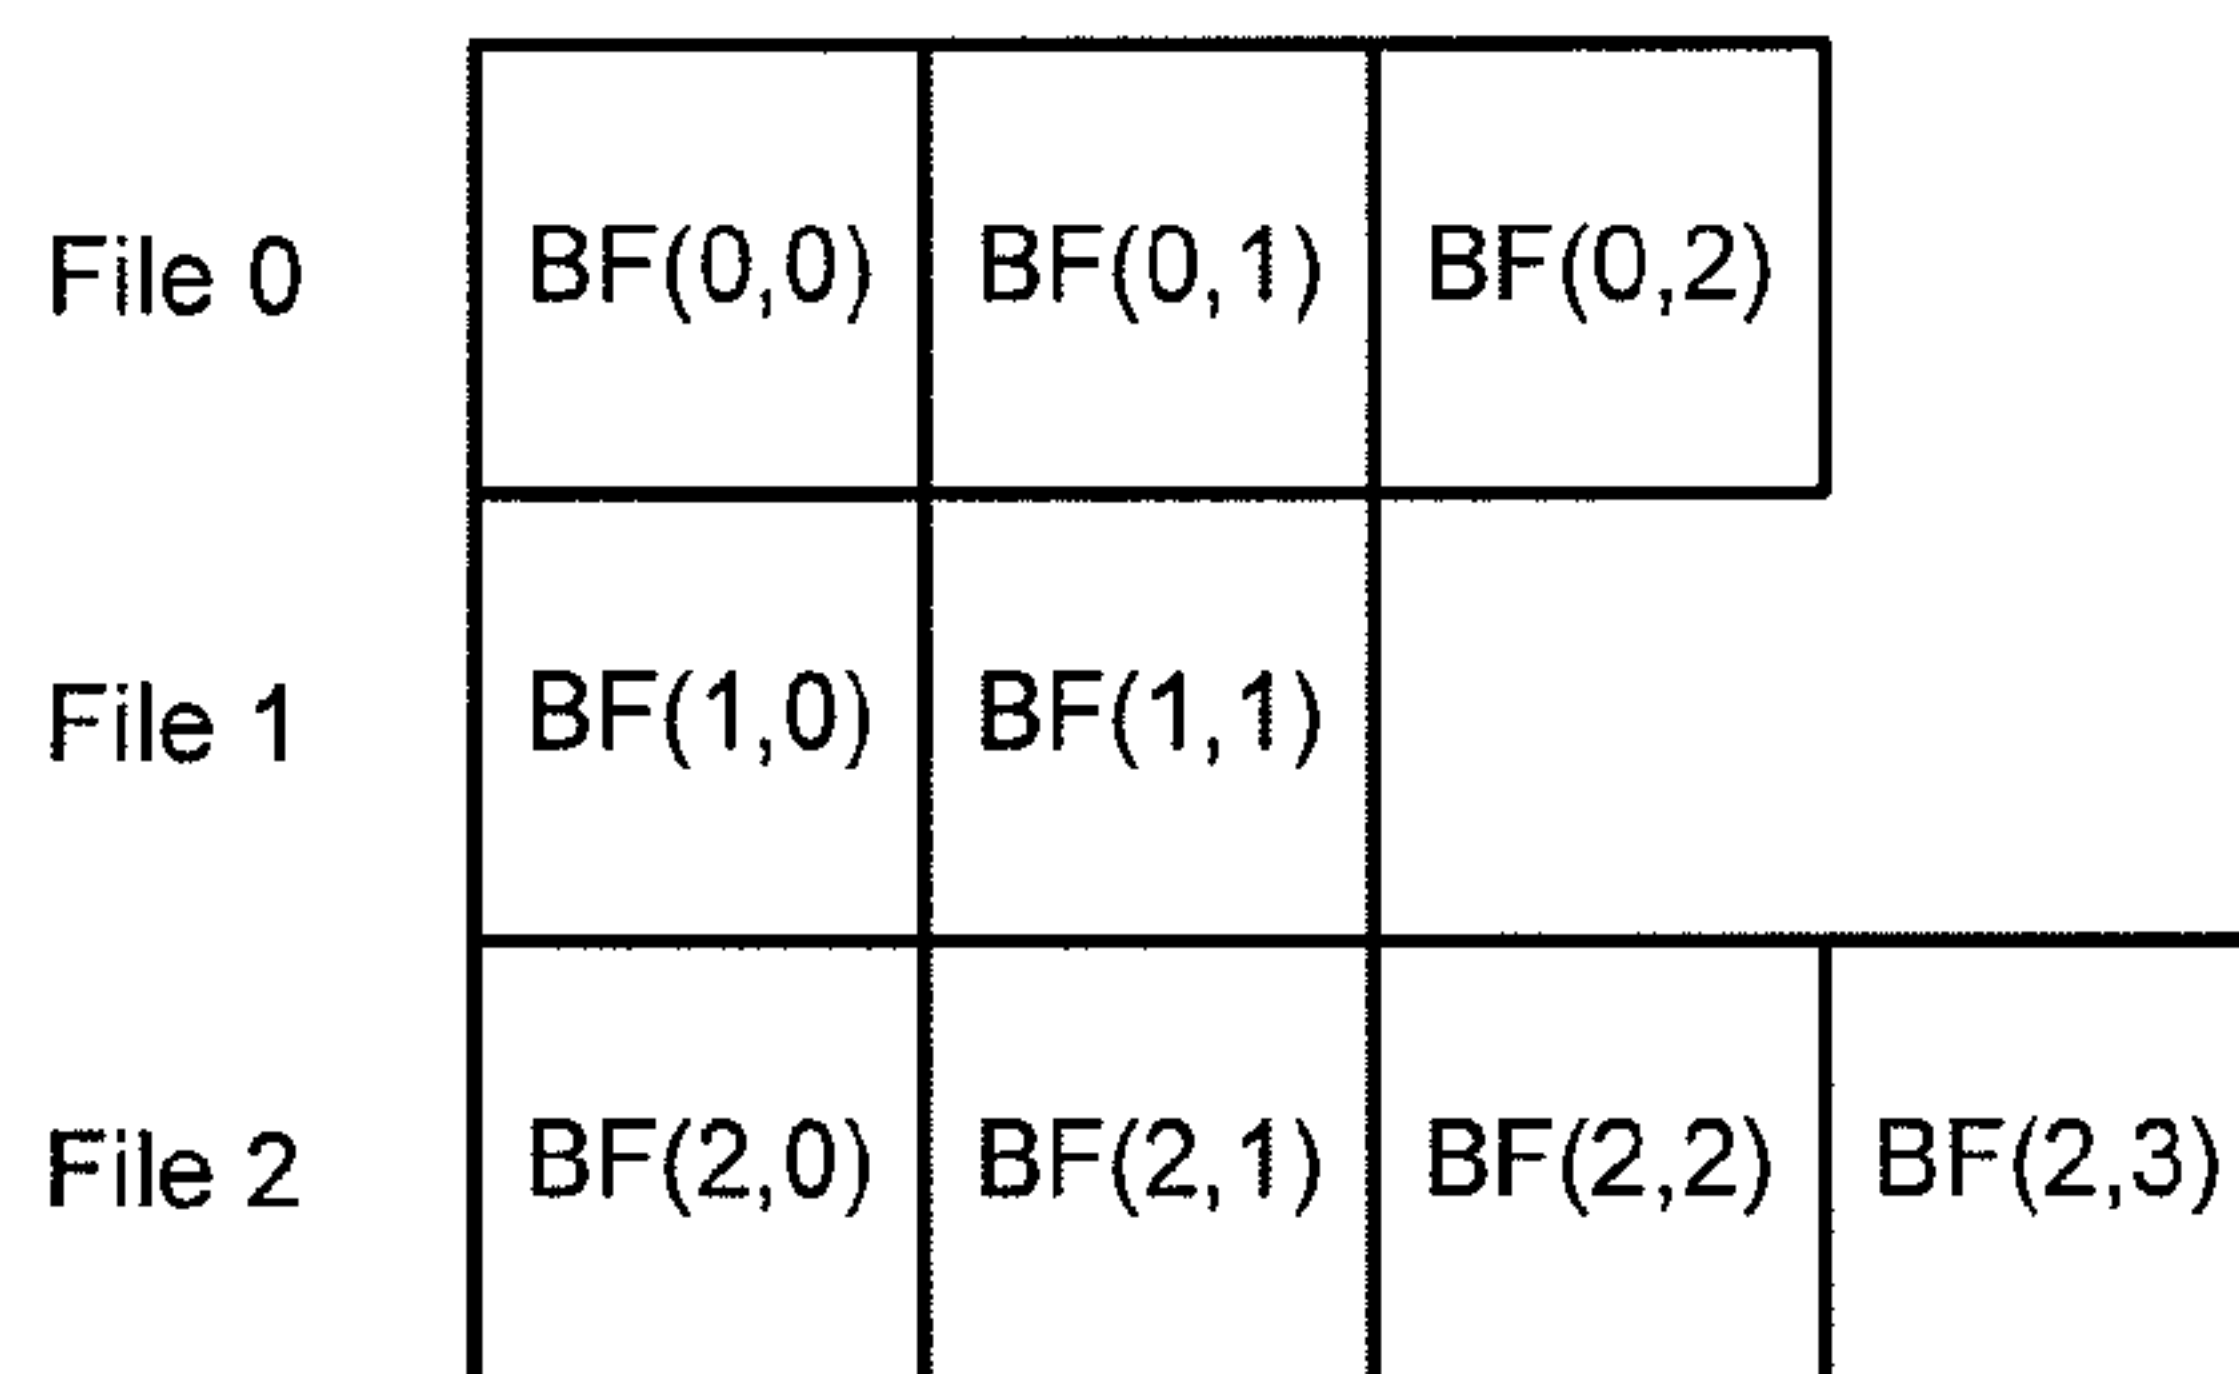 File 0 BF(0,0) BF(0,1) BF(0,2)
File 1 BF(1,0) BF(1,1)
File 2 BF(2,0) BF(2,1) BF(2,2) BF(2,3)